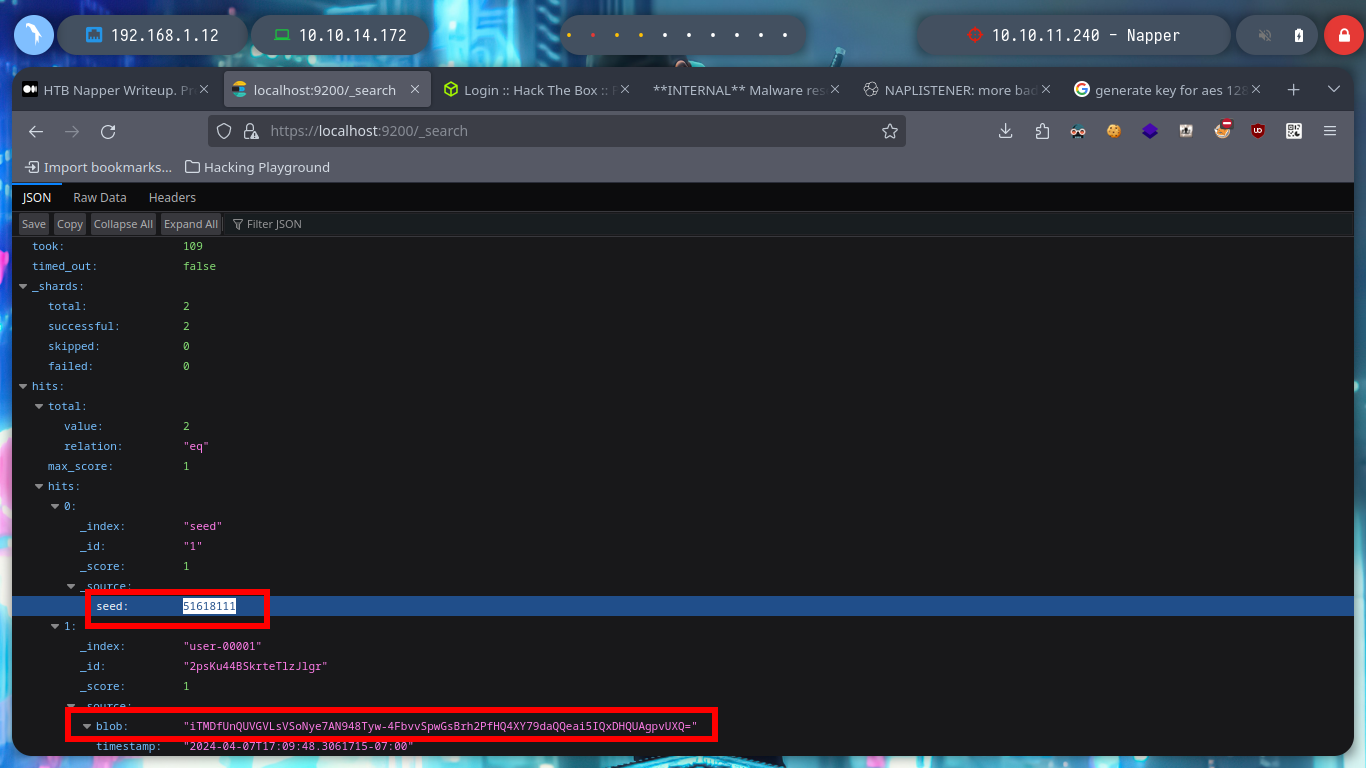 192.168.1.12 10.10.14.172 10.10.11.240 - Napper
HTB Napper Writeup. Pr localhost:9200/_search Login :: Hack The Box :: **INTERNAL** Malware res NAPLISTENER: more bad generate key for aes 128
https://localhost:9200/_search
Import bookmarks... Hacking Playground
JSON Raw Data Headers
Save Copy Collapse All Expand All Filter JSON
took: 109
timed_out: false
_shards:
total: 2
successful: 2
skipped: 0
failed: 0
hits:
total:
value: 2
relation: "eq"
max_score: 1
hits:
0:
_index: "seed"
_id: "1"
_score: 1
_source:
seed: 51618111
1:
_index: "user-00001"
_id: "2psKu44BSkrteTlzJlgr"
_score: 1
_source:
blob: "iTMDfUnQUVGVLsVSoNye7AN948Tyw-4FbvvSpwGsBrh2PfHQ4XY79daQQeai5IQxDHQUAgpvUXQ="
timestamp: "2024-04-07T17:09:48.3061715-07:00"